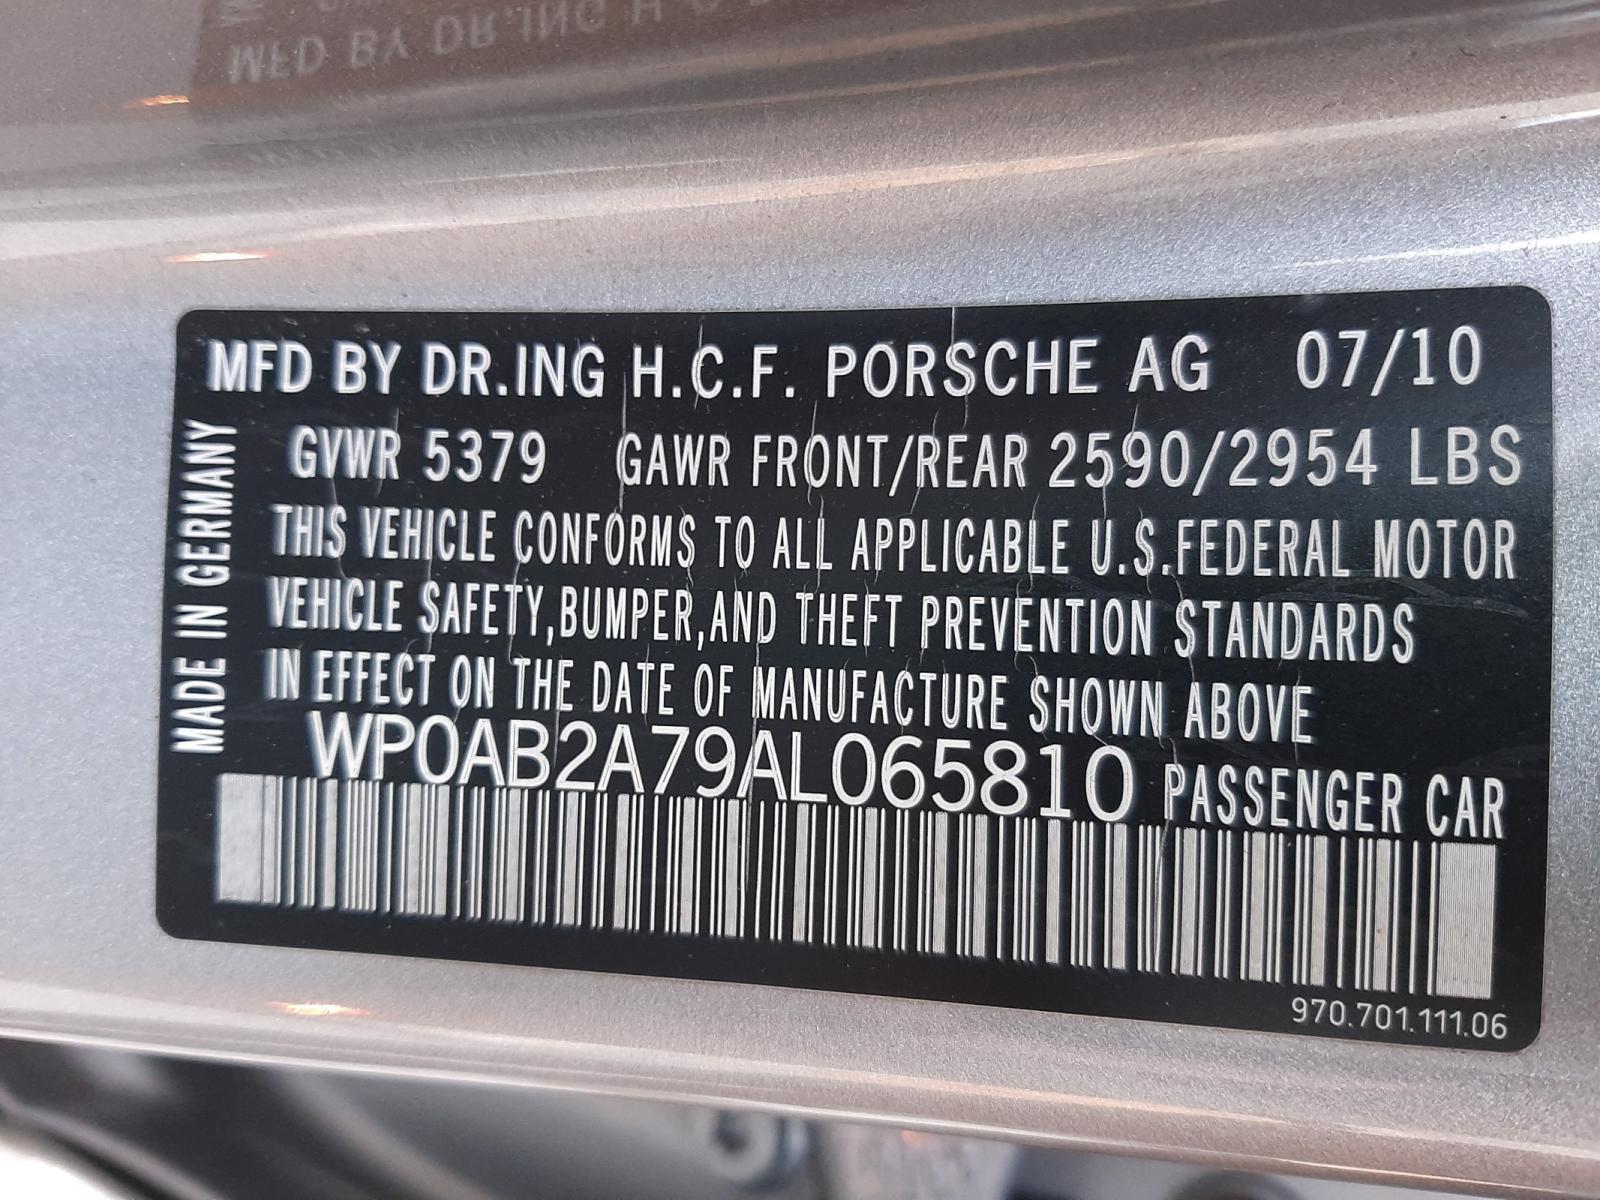 MFD BY DR.ING H.C.F. PORSCHE AG 07/10
GVWR 5379 GAWR FRONT/REAR 2590/2954 LBS
THIS VEHICLE CONFORMS TO ALL APPLICABLE U.S.FEDERAL MOTOR
VEHICLE SAFETY,BUMPER,AND THEFT PREVENTION STANDARDS
IN EFFECT ON THE DATE OF MANUFACTURE SHOWN ABOVE
WP0AB2A79AL065810 PASSENGER CAR
970.701.111.06
MADE IN GERMANY